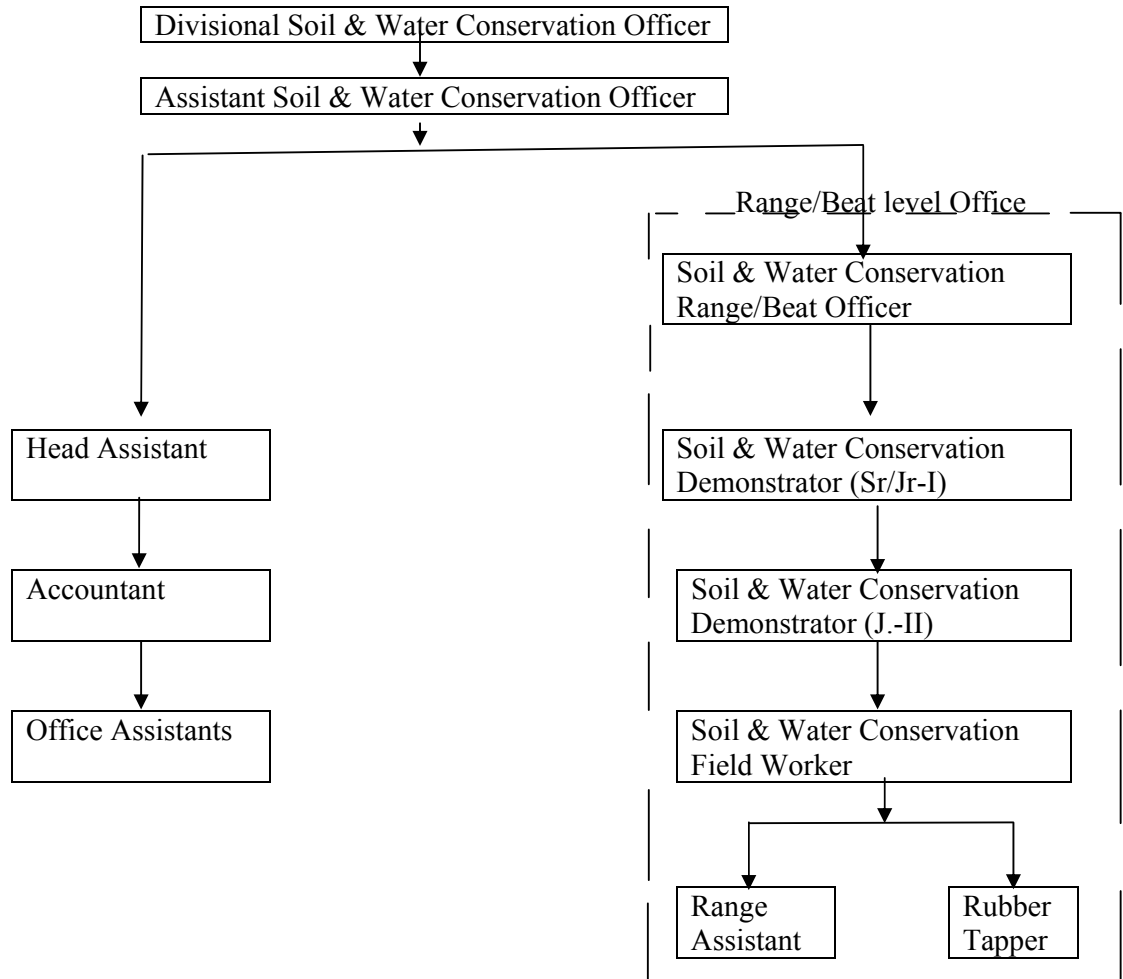 Divisional Soil & Water Conservation Officer
Assistant Soil & Water Conservation Officer
Range/Beat level Office
Soil & Water Conservation
Range/Beat Officer
Head Assistant
Soil & Water Conservation
Demonstrator (Sr/Jr-I)
Accountant
Soil & Water Conservation
Demonstrator (J.-II)
Office Assistants
Soil & Water Conservation
Field Worker
Range
Assistant
Rubber
Tapper